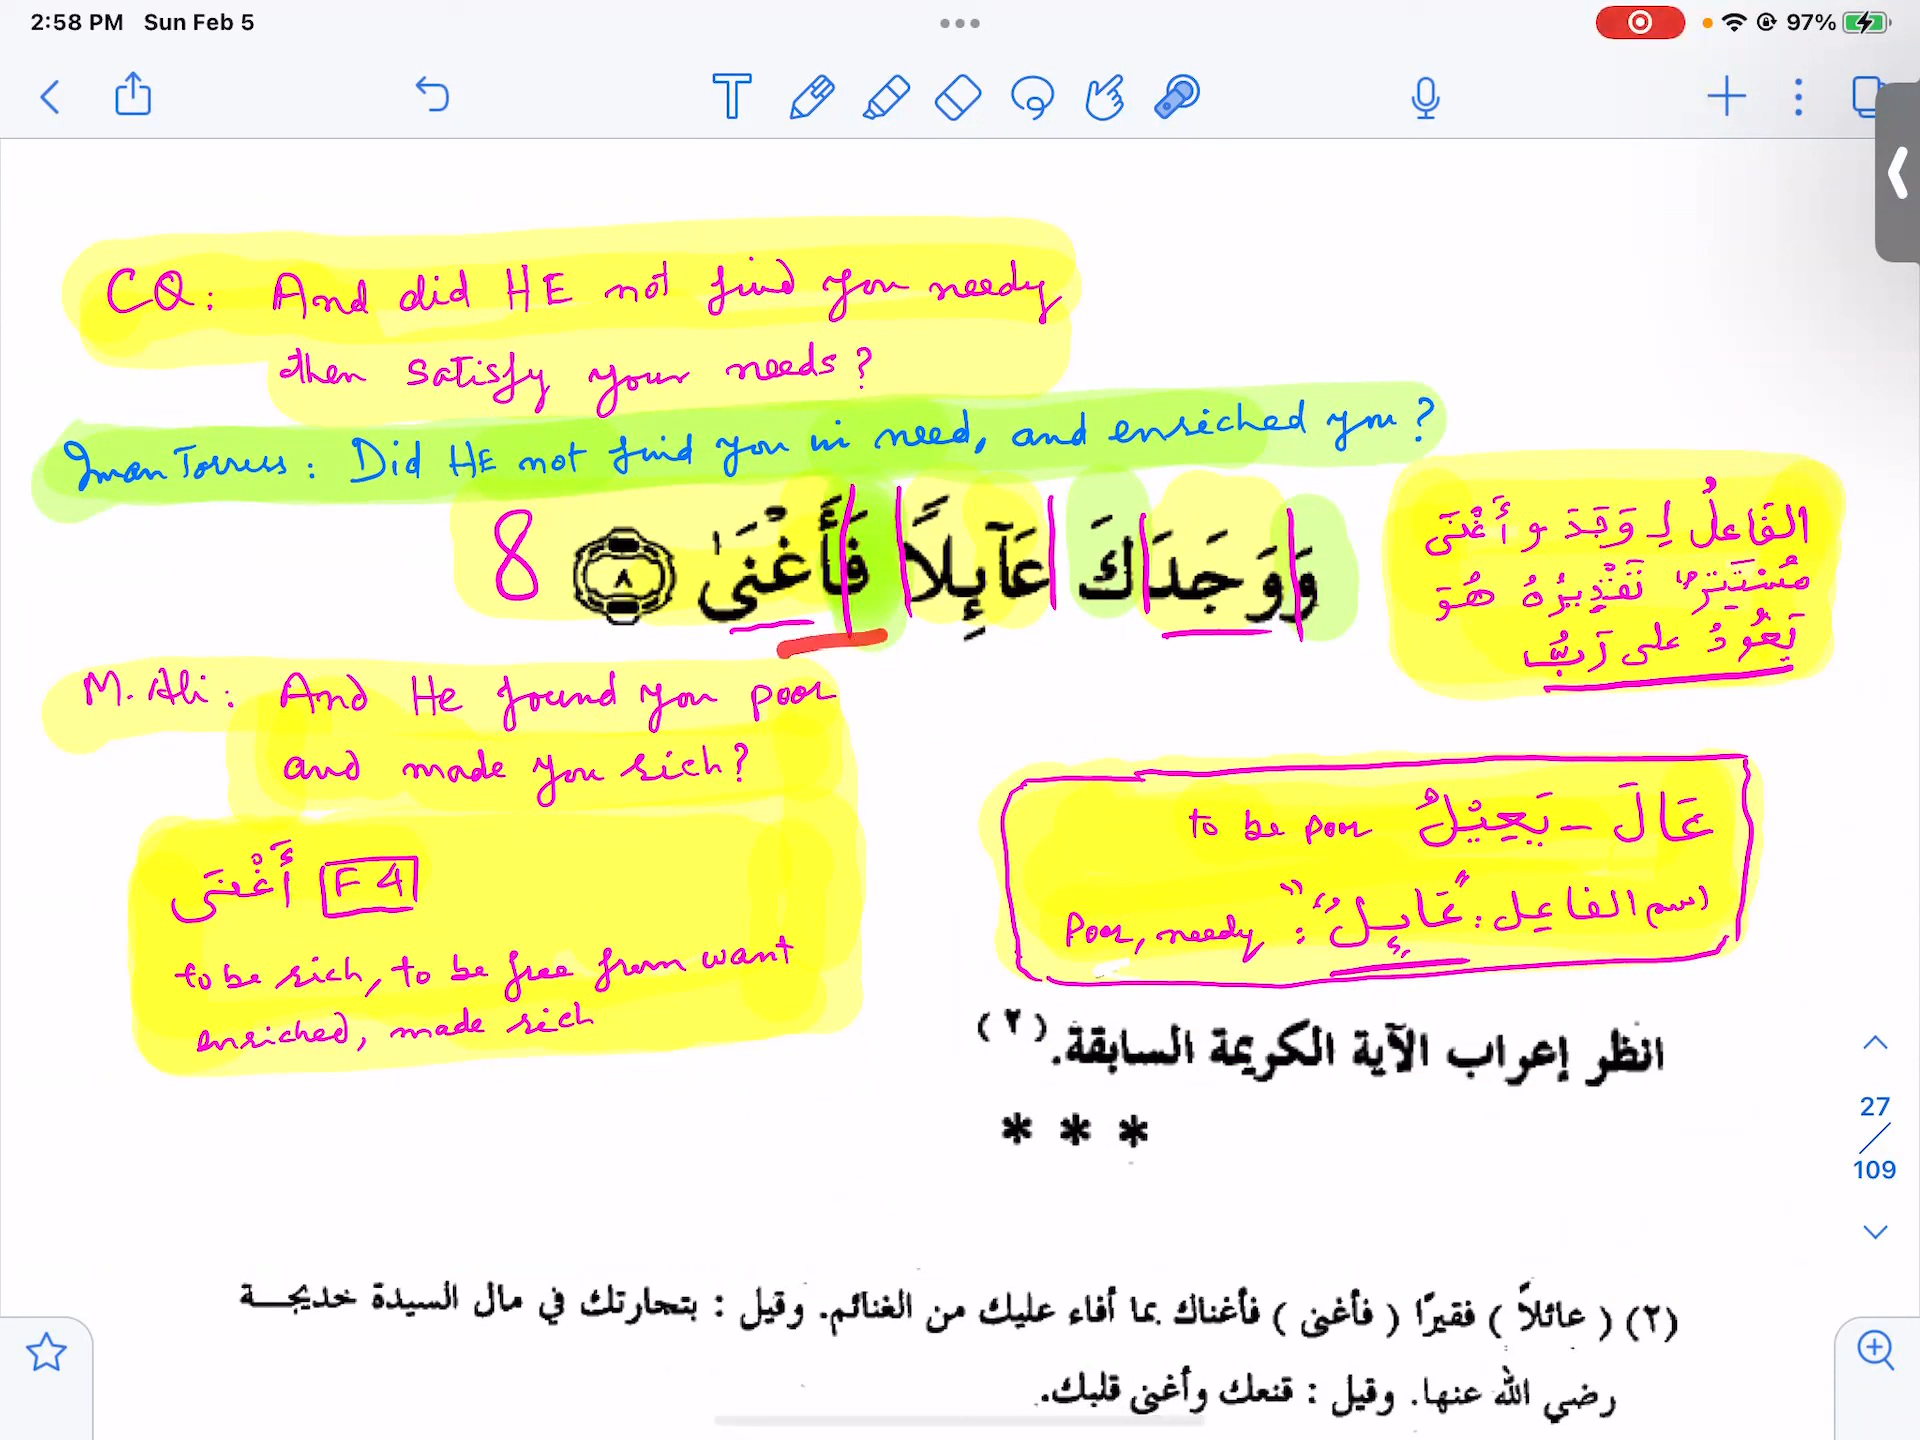 2:58 PM Sun Feb 5
97%
CQ: And did HE not find you needy
then satisfy your needs?
Iman Torres: Did HE not find you in need, and enriched you?
وَوَجَدَكَ عَآئِلًا فَأَغْنَىٰ ٨ 8
الفَاعلُ لِـ وَجَدَ و أَغْنَى
مُسْتَتِرٌ تَقْدِيرُهُ هُوَ
يَعُودُ على رَبُّ
M. Ali: And He found you poor
and made you rich?
عَالَ - يَعِيْلُ to be poor
اسم الفاعل: "عَائِلٌ": Poor, needy
أَغْنَى F4
to be rich, to be free from want
enriched, made rich
انظر إعراب الآية الكريمة السابقة. (٢)
* * *
27
109
(٢) ( عائلاً ) فقيرًا ( فأغنى ) فأغناك بما أفاء عليك من الغنائم. وقيل : بتجارتك في مال السيدة خديجة
رضي الله عنها. وقيل : قنعك وأغنى قلبك.